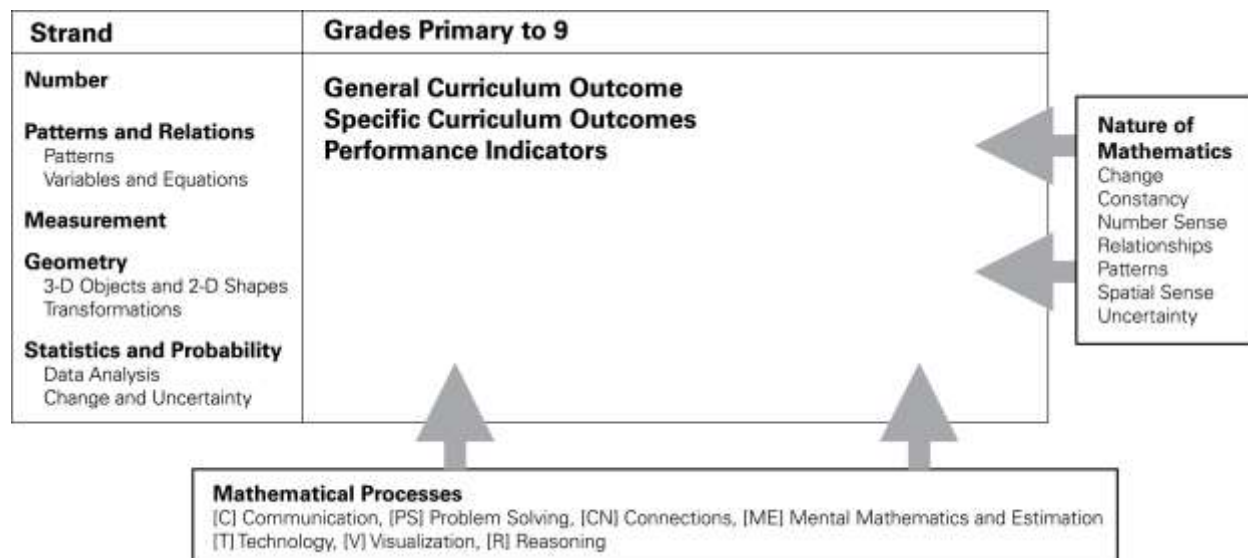 Strand
Grades Primary to 9
Number
Patterns and Relations
Patterns
Variables and Equations
Measurement
Geometry
3-D Objects and 2-D Shapes
Transformations
Statistics and Probability
Data Analysis
Change and Uncertainty
General Curriculum Outcome
Specific Curriculum Outcomes
Performance Indicators
Nature of
Mathematics
Change
Constancy
Number Sense
Relationships
Patterns
Spatial Sense
Uncertainty
Mathematical Processes
[C] Communication, [PS] Problem Solving, [CN] Connections, [ME] Mental Mathematics and Estimation
[T] Technology, [V] Visualization, [R] Reasoning